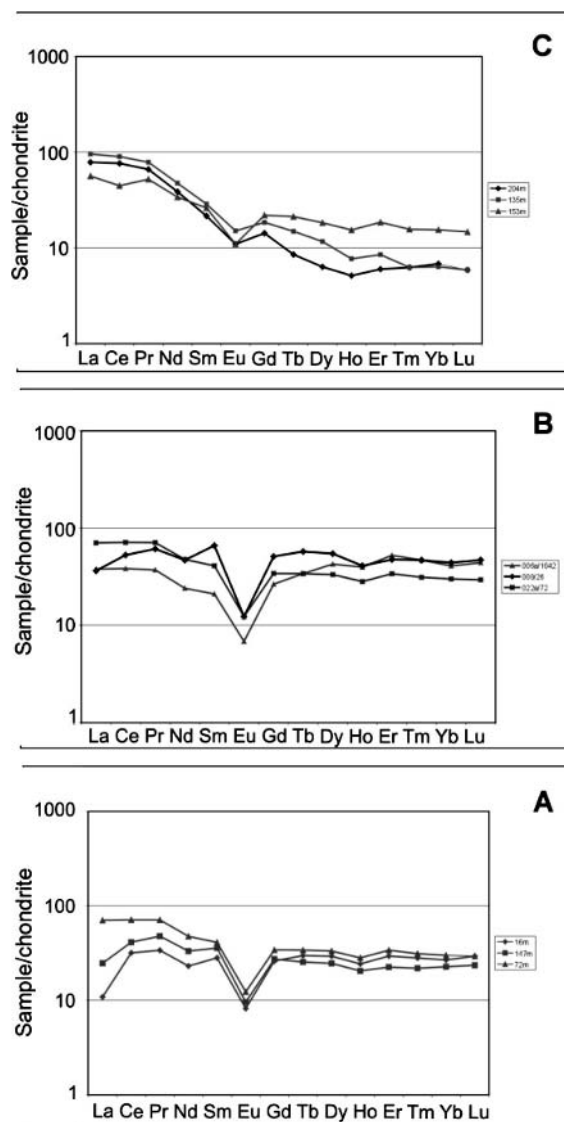 C
1000
100
10
1
Sample/chondrite
La Ce Pr Nd Sm Eu Gd Tb Dy Ho Er Tm Yb Lu
204m
135m
153m
B
1000
100
10
1
Sample/chondrite
La Ce Pr Nd Sm Eu Gd Tb Dy Ho Er Tm Yb Lu
022a/72
A
1000
100
10
1
Sample/chondrite
La Ce Pr Nd Sm Eu Gd Tb Dy Ho Er Tm Yb Lu
16m
147m
72m